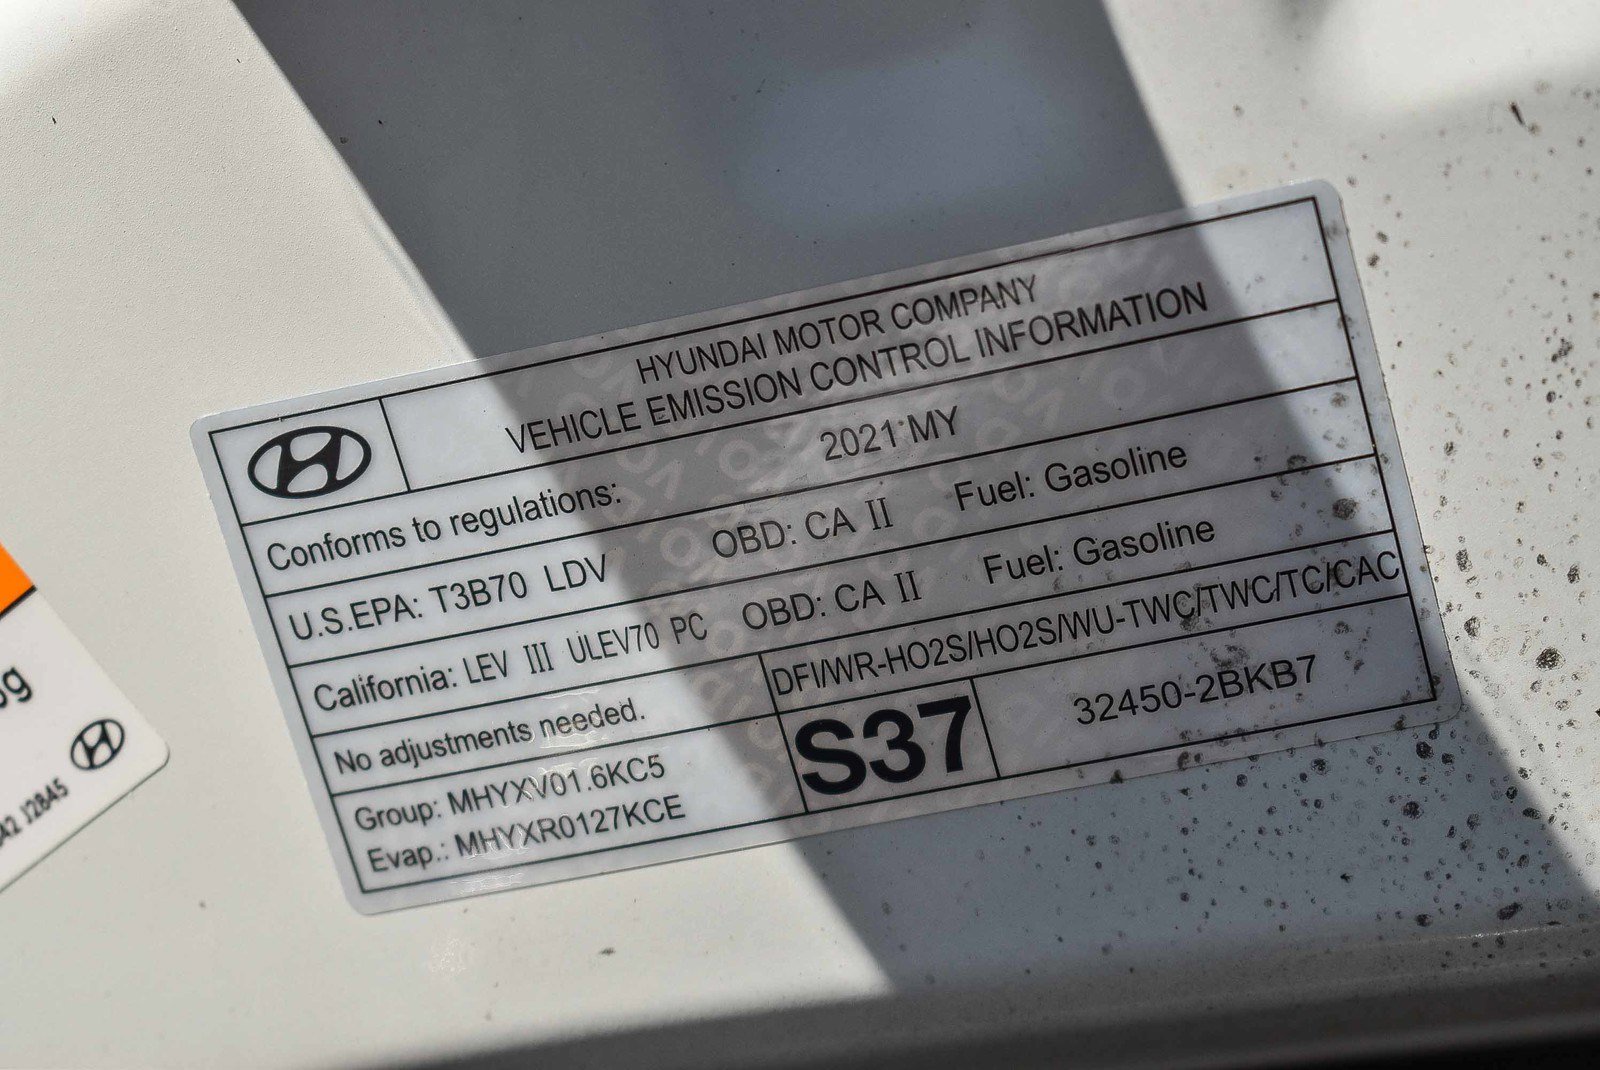 HYUNDAI MOTOR COMPANY
VEHICLE EMISSION CONTROL INFORMATION
Conforms to regulations: 2021 MY
U.S.EPA: T3B70 LDV OBD: CA II Fuel: Gasoline
California: LEV III ULEV70 PC OBD: CA II Fuel: Gasoline
No adjustments needed. DFI/WR-HO2S/HO2S/WU-TWC/TWC/TC/CAC
Group: MHYXV01.6KC5
Evap.: MHYXR0127KCE
S37
32450-2BKB7
J2845